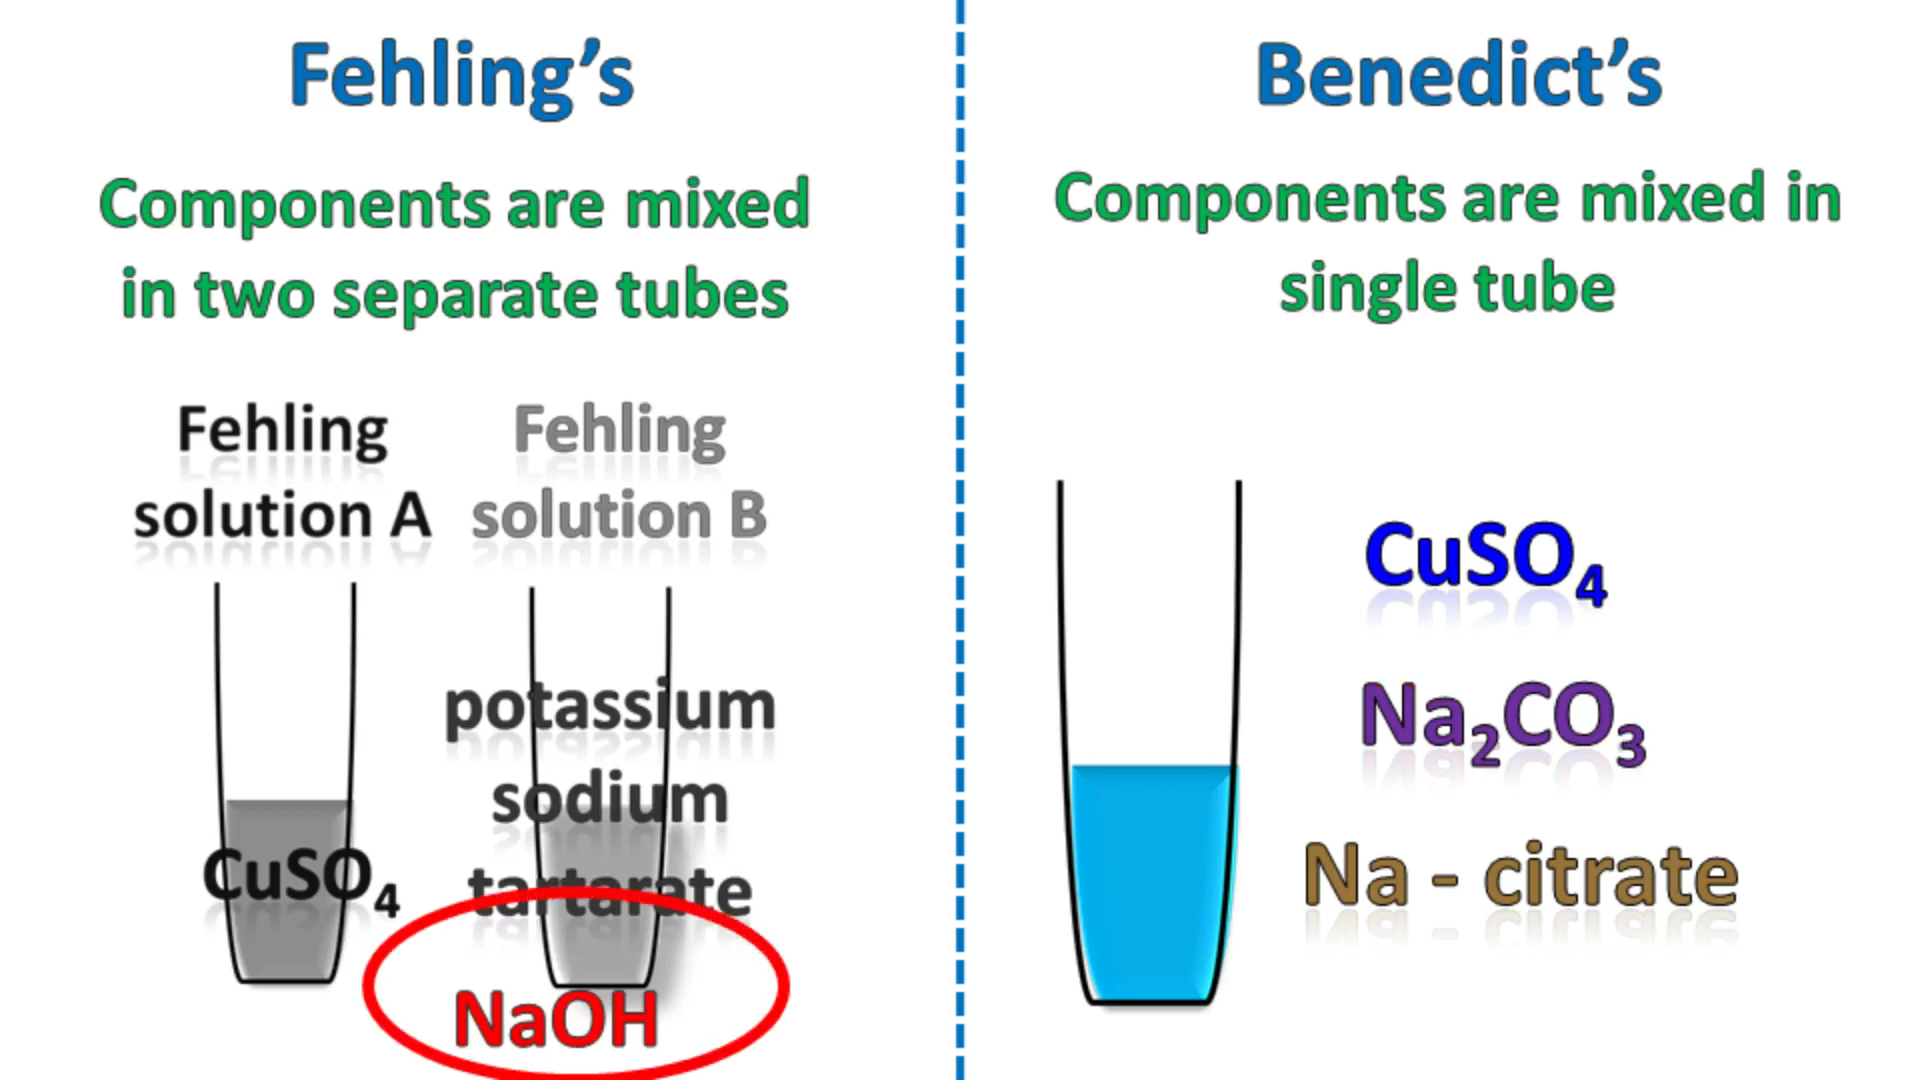 Fehling’s
Components are mixed
in two separate tubes
Fehling
solution A
Fehling
solution B
CuSO₄
potassium
sodium
tartarate
NaOH
Benedict’s
Components are mixed in
single tube
CuSO₄
Na₂CO₃
Na - citrate